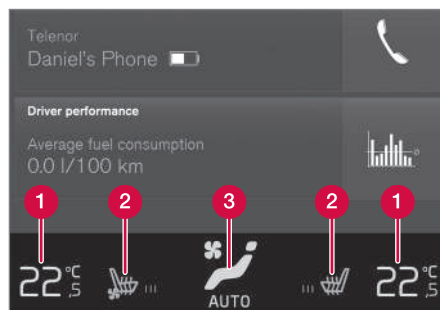 Telenor
Daniel's Phone
Driver performance
Average fuel consumption
0.0 l/100 km
1 2 3 2 1
22,5 °C 22,5 °C
AUTO